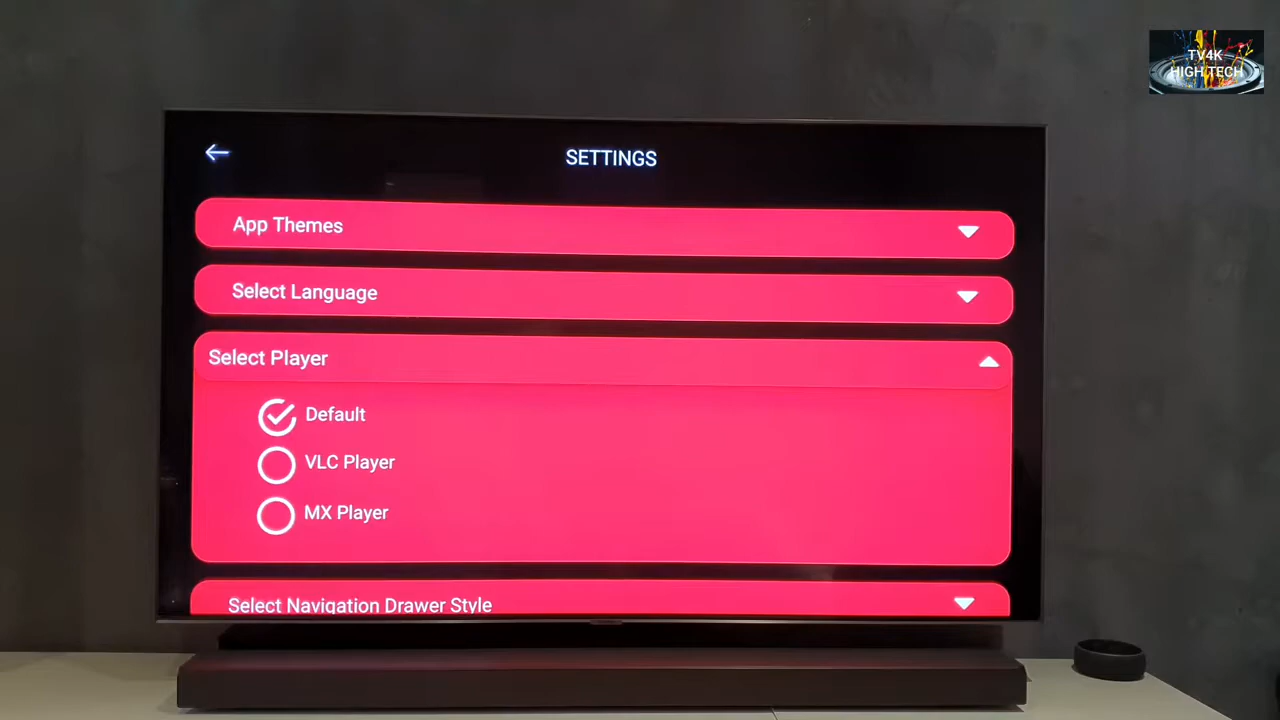 TV4K
HIGH TECH
SETTINGS
App Themes
Select Language
Select Player
Default
VLC Player
MX Player
Select Navigation Drawer Style